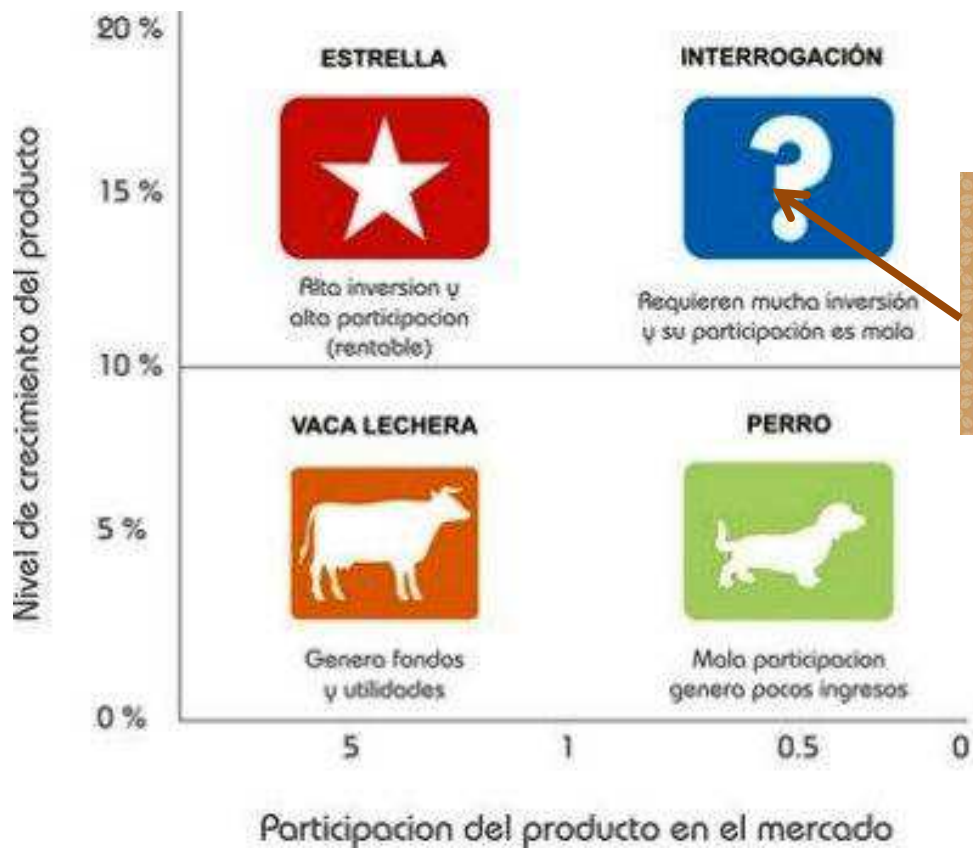 20 %
ESTRELLA
INTERROGACIÓN
Nivel de crecimiento del producto
15 %
Alta inversion y
alta participacion
(rentable)
Requieren mucha inversión
y su participación es mala
10 %
VACA LECHERA
PERRO
5 %
Genera fondos
y utilidades
Mala participacion
genera pocos ingresos
0 %
5
1
0.5
0
Participacion del producto en el mercado